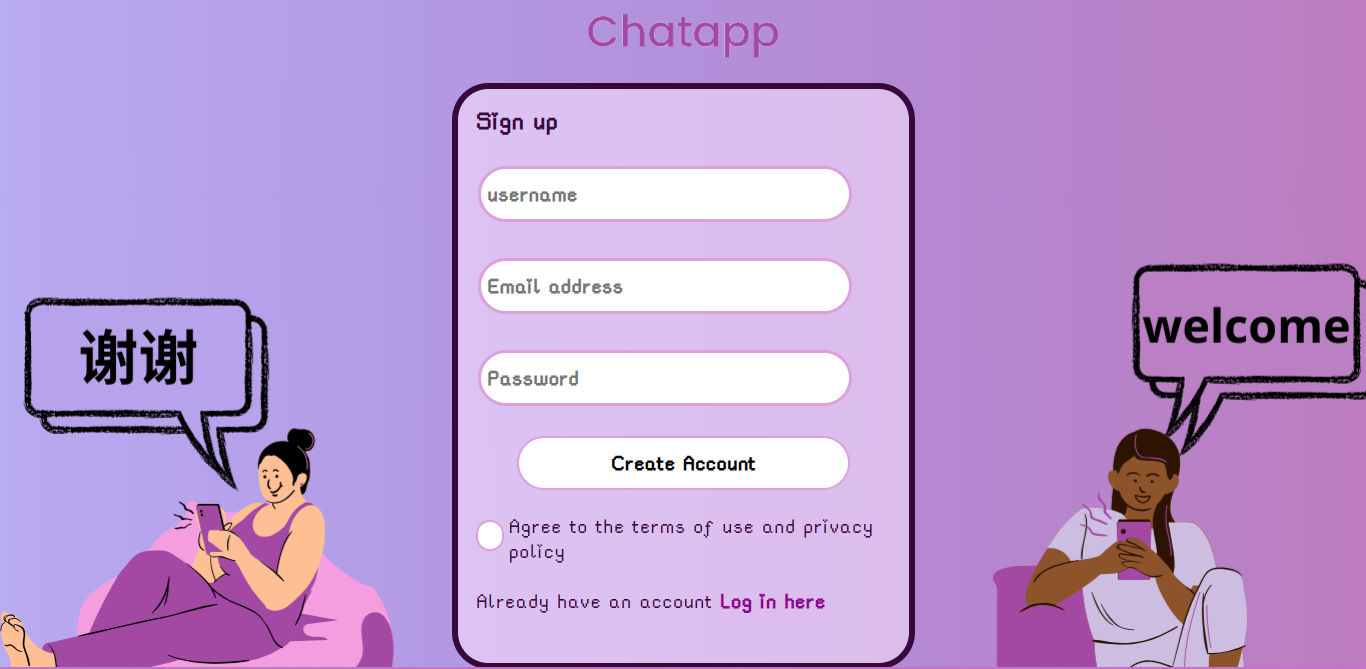 Chatapp
Sign up
username
Email address
Password
Create Account
Agree to the terms of use and privacy
policy
Already have an account Log in here
谢谢
welcome